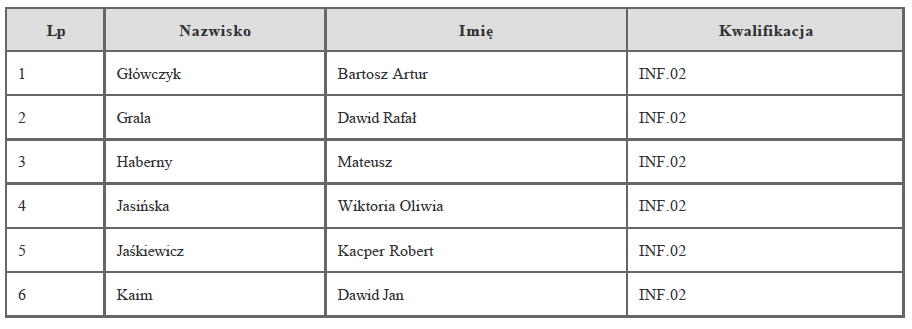 Lp Nazwisko Imię Kwalifikacja
1 Główczyk Bartosz Artur INF.02
2 Grala Dawid Rafał INF.02
3 Haberny Mateusz INF.02
4 Jasińska Wiktoria Oliwia INF.02
5 Jaśkiewicz Kacper Robert INF.02
6 Kaim Dawid Jan INF.02